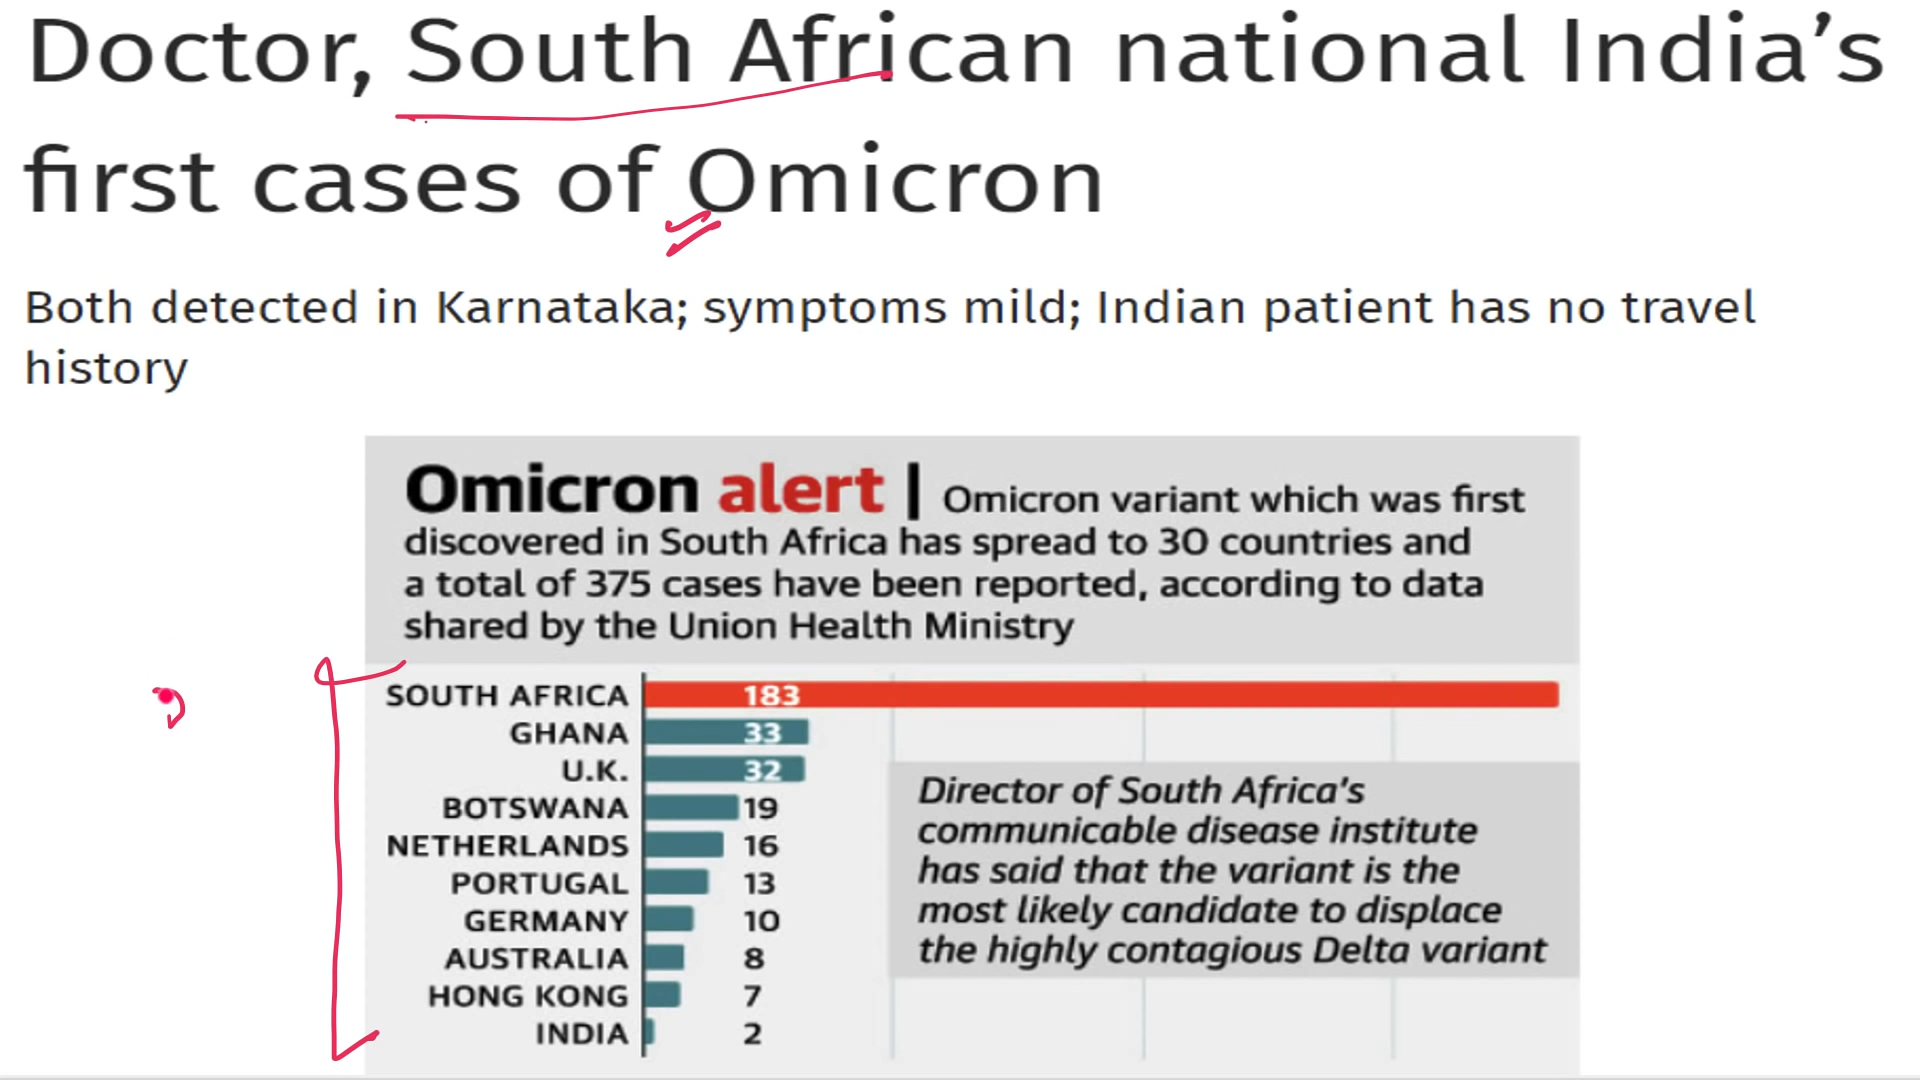 Doctor, South African national India’s
first cases of Omicron
Both detected in Karnataka; symptoms mild; Indian patient has no travel
history
Omicron alert | Omicron variant which was first
discovered in South Africa has spread to 30 countries and
a total of 375 cases have been reported, according to data
shared by the Union Health Ministry
SOUTH AFRICA 183
GHANA 33
U.K. 32
BOTSWANA 19
NETHERLANDS 16
PORTUGAL 13
GERMANY 10
AUSTRALIA 8
HONG KONG 7
INDIA 2
Director of South Africa's
communicable disease institute
has said that the variant is the
most likely candidate to displace
the highly contagious Delta variant